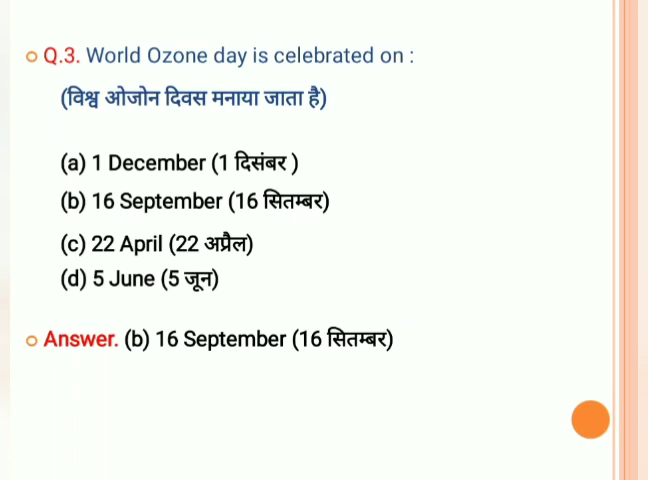 Q.3. World Ozone day is celebrated on :
(विश्व ओजोन दिवस मनाया जाता है)
(a) 1 December (1 दिसंबर )
(b) 16 September (16 सितम्बर)
(c) 22 April (22 अप्रैल)
(d) 5 June (5 जून)
Answer. (b) 16 September (16 सितम्बर)